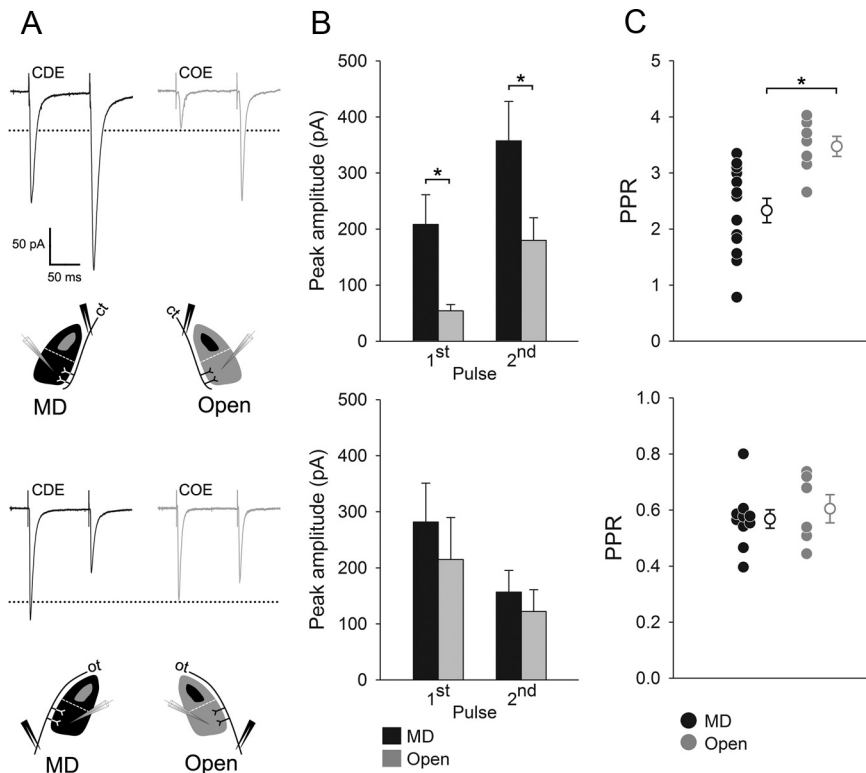 A
CDE
COE
50 pA
50 ms
ct
ct
MD
Open
CDE
COE
ot
ot
MD
Open
B
500
400
300
200
100
0
Peak amplitude (pA)
*
*
1st
2nd
Pulse
500
400
300
200
100
0
Peak amplitude (pA)
1st
2nd
Pulse
MD
Open
C
5
4
3
2
1
0
PPR
*
1.0
0.8
0.6
0.4
0.2
0.0
PPR
MD
Open